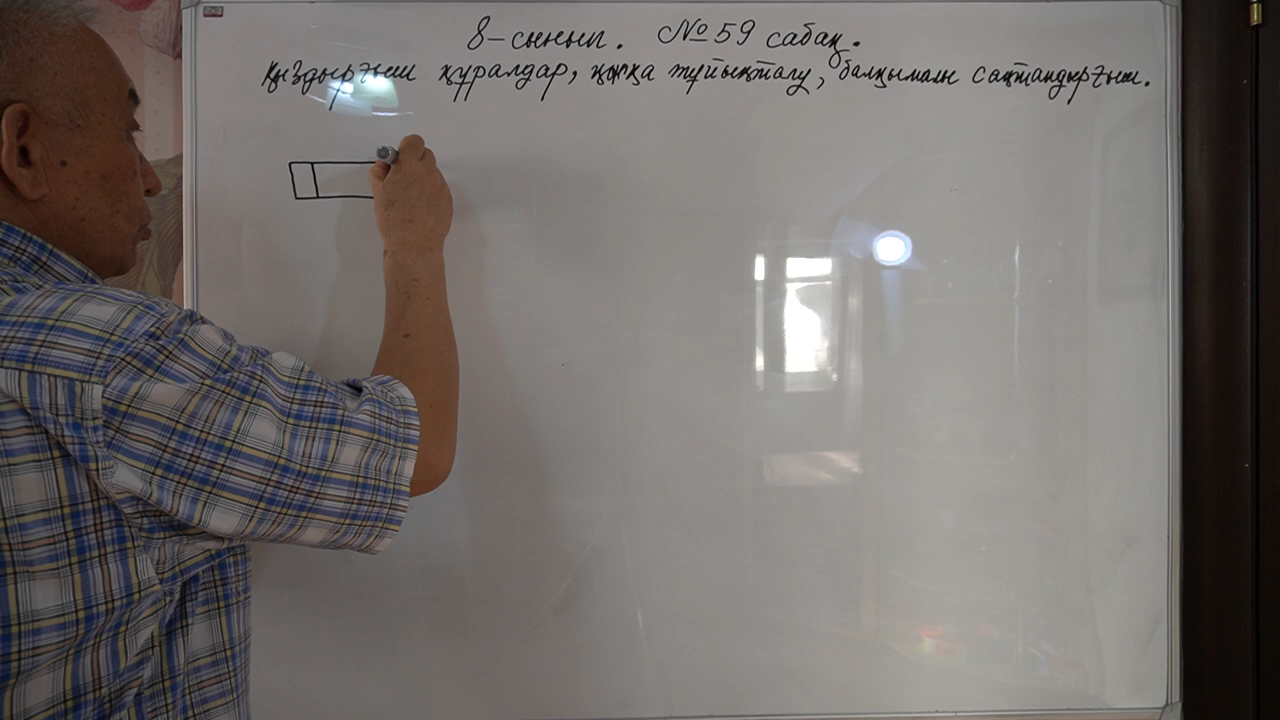 8-сынып. №59 сабақ.
Қыздырғыш құралдар, қысқа тұйықталу, балқымалы сақтандырғыш.